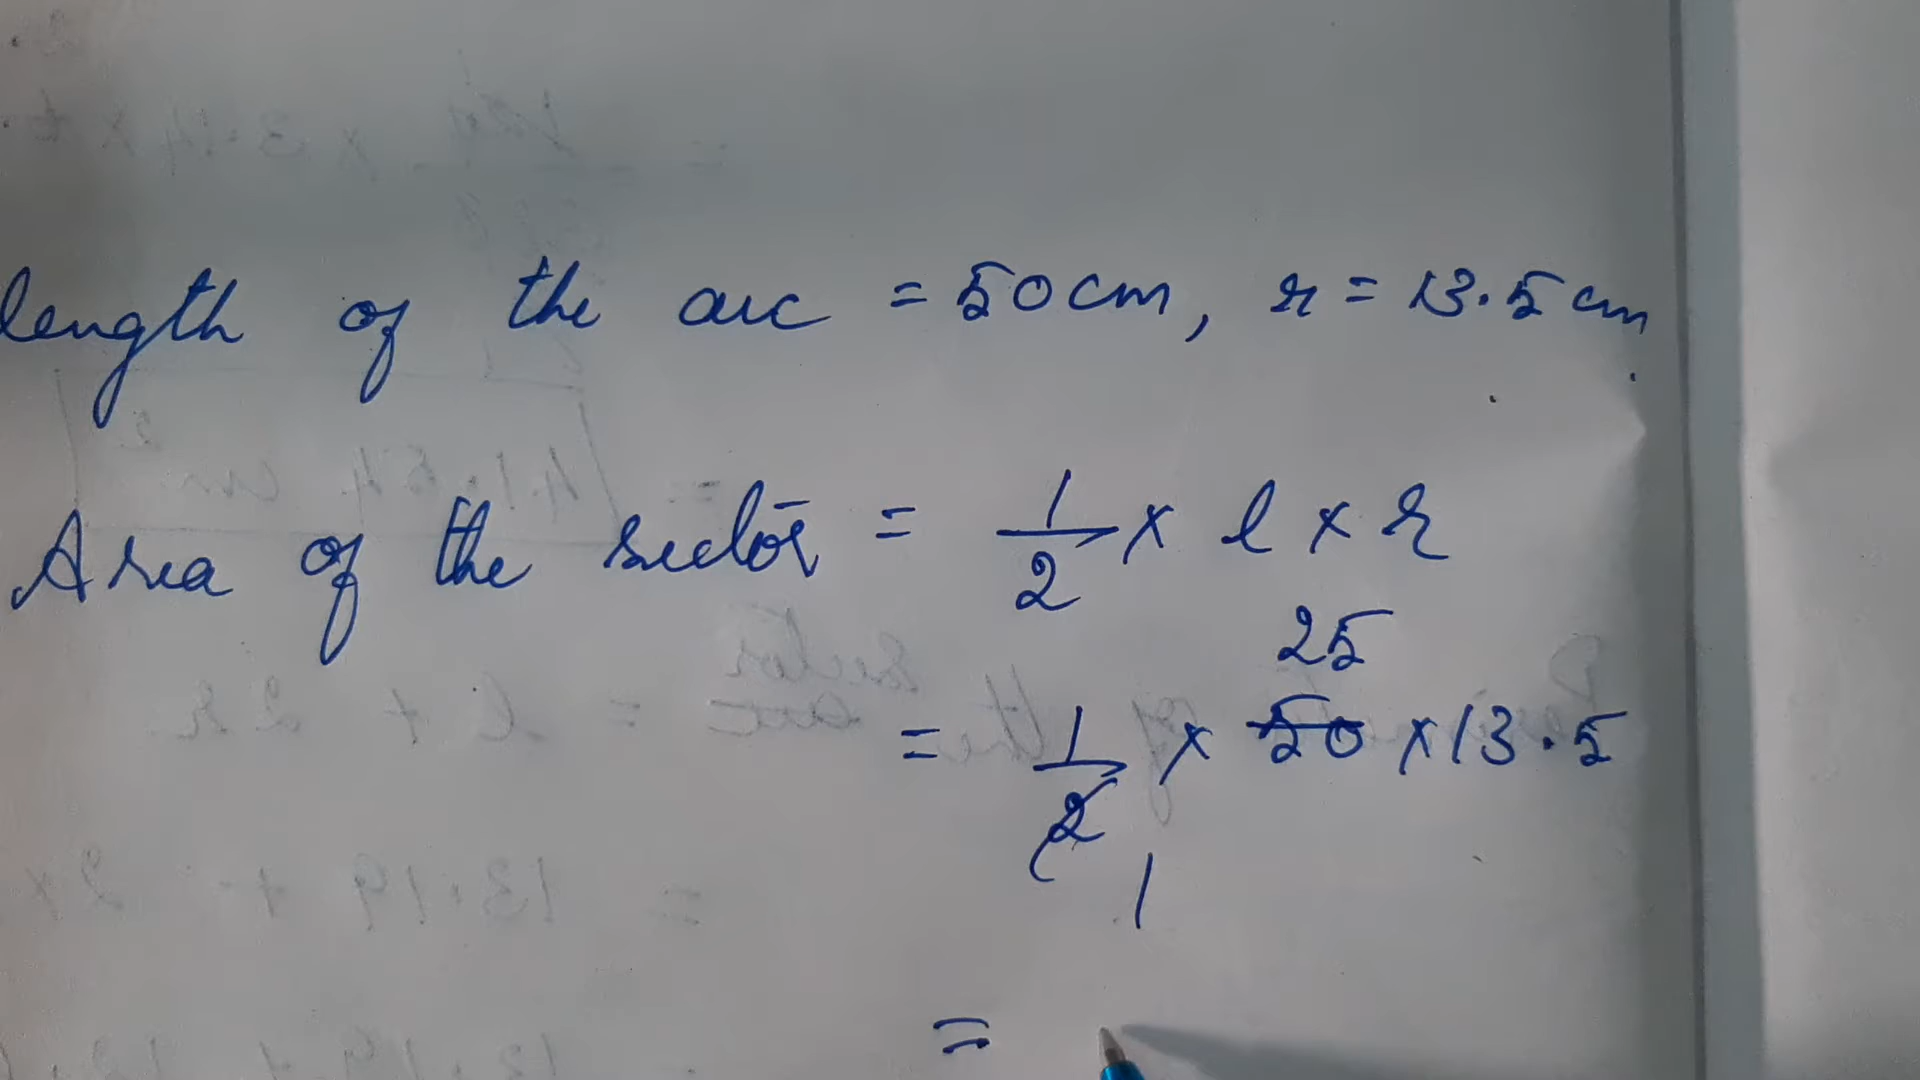 length of the arc = 50 cm, r = 13.5 cm.
Area of the sector = 1/2 × l × r
25
= 1/2 × 50 × 13.5
1
=